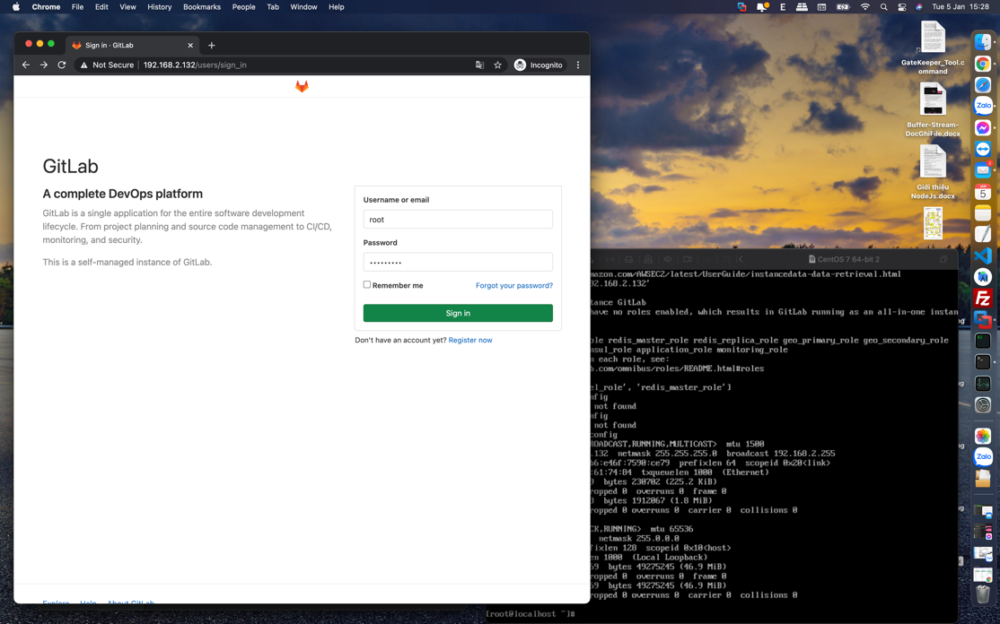 Chrome File Edit View History Bookmarks People Tab Window Help
E
Tue 5 Jan 15:28
Sign in · GitLab
Not Secure 192.168.2.132/users/sign_in
Incognito
GitLab
A complete DevOps platform
GitLab is a single application for the entire software development
lifecycle. From project planning and source code management to CI/CD,
monitoring, and security.
This is a self-managed instance of GitLab.
Username or email
root
Password
Remember me
Forgot your password?
Sign in
Don't have an account yet? Register now
Explore Help About GitLab
GateKeeper_Tool.c
ommand
Buffer-Stream-
DocGhiFile.docx
Giới thiệu
NodeJs.docx
Zalo
JAN
5
Zalo
CentOS 7 64-bit 2
mazon.com/AWSEC2/latest/UserGuide/instancedata-data-retrieval.html
92.168.2.132'
tance GitLab
have no roles enabled, which results in GitLab running as an all-in-one instan
ole redis_master_role redis_replica_role geo_primary_role geo_secondary_role
nsul_role application_role monitoring_role
n each role, see:
b.com/omnibus/roles/README.html#roles
el_role', 'redis_master_role']
nfig
not found
nfig
not found
config
ROADCAST,RUNNING,MULTICAST> mtu 1500
.132 netmask 255.255.255.0 broadcast 192.168.2.255
b6:e46f:7590:ce79 prefixlen 64 scopeid 0x20<link>
:61:74:84 txqueuelen 1000 (Ethernet)
9 bytes 230702 (225.2 KiB)
ropped 0 overruns 0 frame 0
3 bytes 1912067 (1.8 MiB)
ropped 0 overruns 0 carrier 0 collisions 0
CK,RUNNING> mtu 65536
netmask 255.0.0.0
fixlen 128 scopeid 0x10<host>
en 1000 (Local Loopback)
69 bytes 49275245 (46.9 MiB)
ropped 0 overruns 0 frame 0
69 bytes 49275245 (46.9 MiB)
ropped 0 overruns 0 carrier 0 collisions 0
[root@localhost ~]#